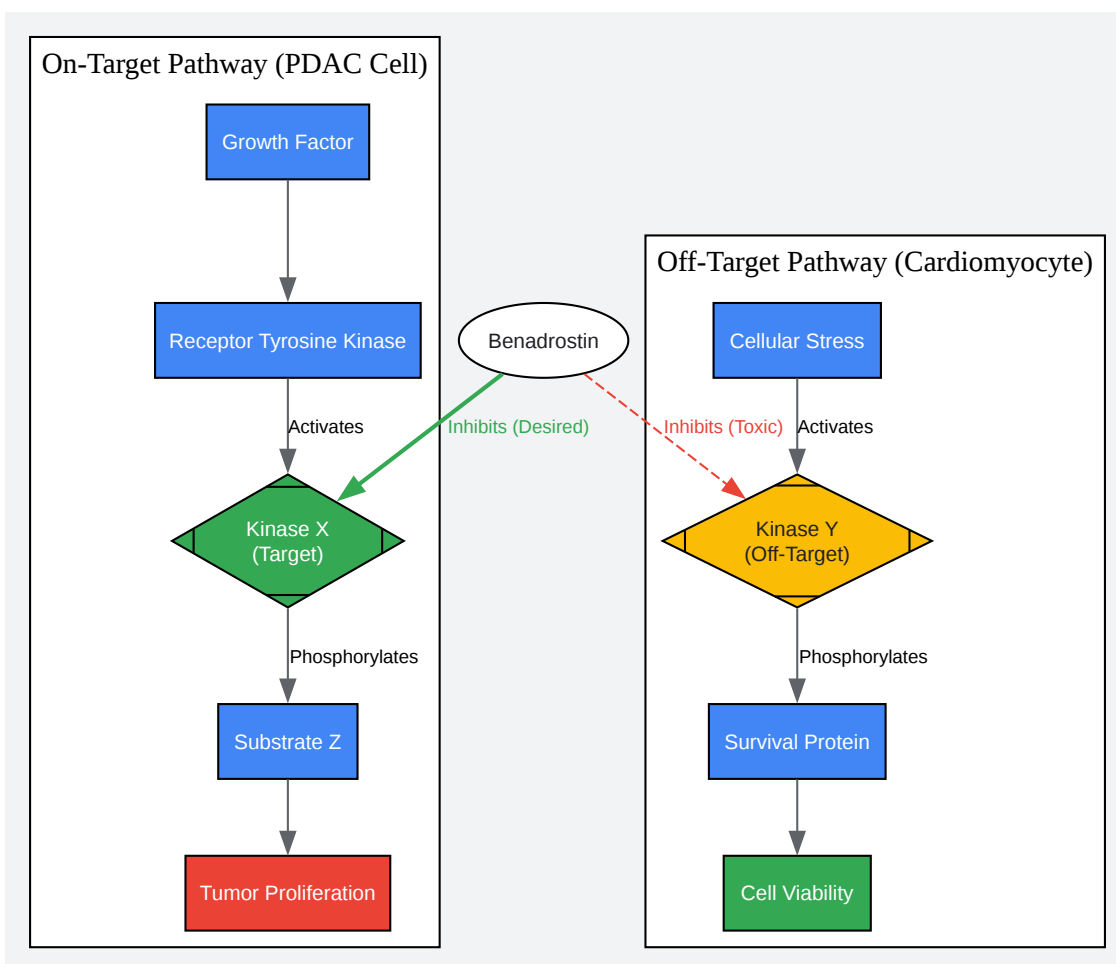 On-Target Pathway (PDAC Cell)
Growth Factor
Receptor Tyrosine Kinase
Activates
Kinase X
(Target)
Phosphorylates
Substrate Z
Tumor Proliferation
Benadrostin
Inhibits (Desired)
Inhibits (Toxic)
Off-Target Pathway (Cardiomyocyte)
Cellular Stress
Activates
Kinase Y
(Off-Target)
Phosphorylates
Survival Protein
Cell Viability